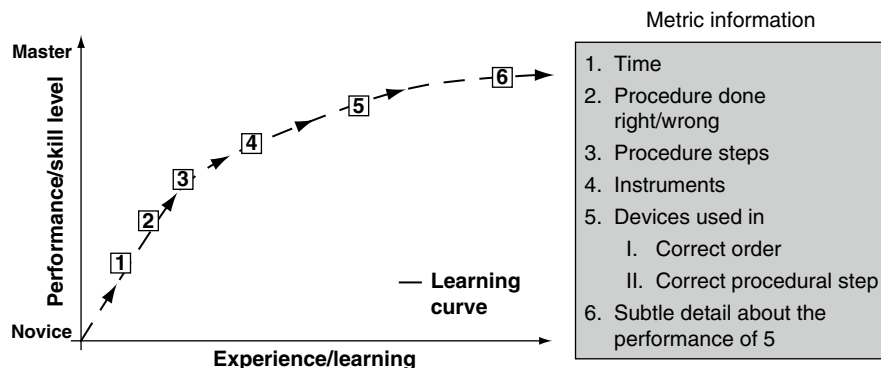 Metric information
Master
Performance/skill level
Novice
1
2
3
4
5
6
Learning
curve
Experience/learning
1. Time
2. Procedure done
right/wrong
3. Procedure steps
4. Instruments
5. Devices used in
I. Correct order
II. Correct procedural step
6. Subtle detail about the
performance of 5